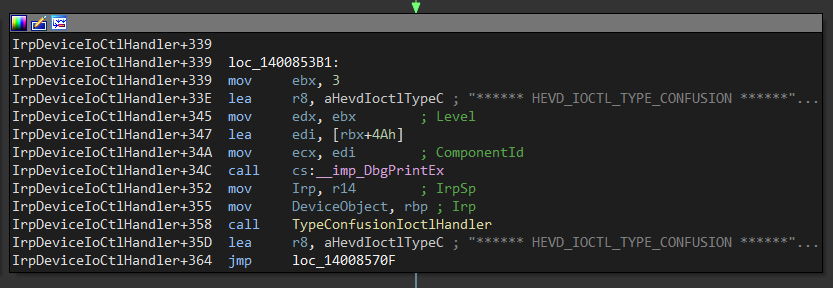 IrpDeviceIoCtlHandler+339
IrpDeviceIoCtlHandler+339 loc_1400853B1:
IrpDeviceIoCtlHandler+339 mov ebx, 3
IrpDeviceIoCtlHandler+33E lea r8, aHevdIoctlTypeC ; "****** HEVD_IOCTL_TYPE_CONFUSION ******"...
IrpDeviceIoCtlHandler+345 mov edx, ebx ; Level
IrpDeviceIoCtlHandler+347 lea edi, [rbx+4Ah]
IrpDeviceIoCtlHandler+34A mov ecx, edi ; ComponentId
IrpDeviceIoCtlHandler+34C call cs:__imp_DbgPrintEx
IrpDeviceIoCtlHandler+352 mov Irp, r14 ; IrpSp
IrpDeviceIoCtlHandler+355 mov DeviceObject, rbp ; Irp
IrpDeviceIoCtlHandler+358 call TypeConfusionIoctlHandler
IrpDeviceIoCtlHandler+35D lea r8, aHevdIoctlTypeC ; "****** HEVD_IOCTL_TYPE_CONFUSION ******"...
IrpDeviceIoCtlHandler+364 jmp loc_14008570F